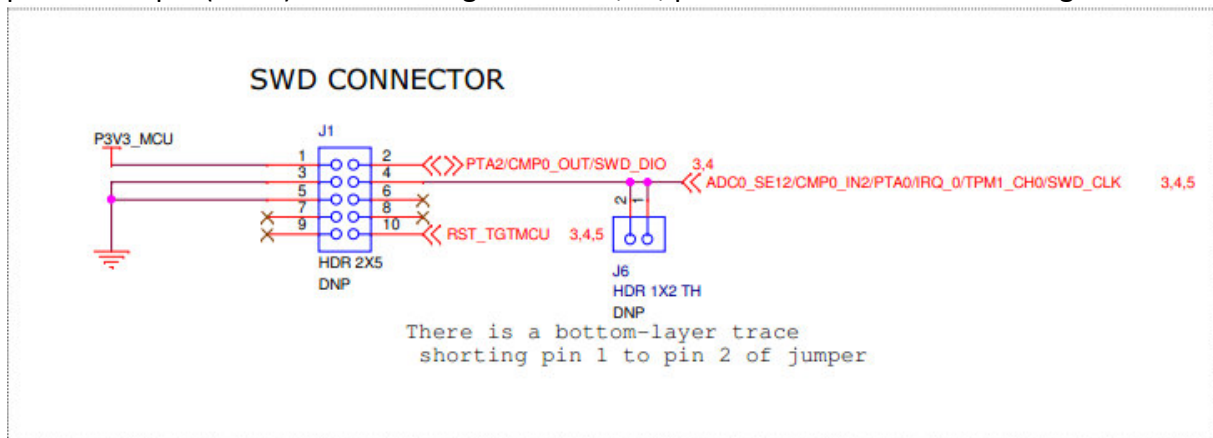 SWD CONNECTOR
P3V3_MCU
J1
1 2
3 4
5 6
7 8
9 10
PTA2/CMP0_OUT/SWD_DIO 3,4
ADC0_SE12/CMP0_IN2/PTA0/IRQ_0/TPM1_CH0/SWD_CLK 3,4,5
RST_TGTMCU 3,4,5
2 1
HDR 2X5
DNP
J6
HDR 1X2 TH
DNP
There is a bottom-layer trace
shorting pin 1 to pin 2 of jumper